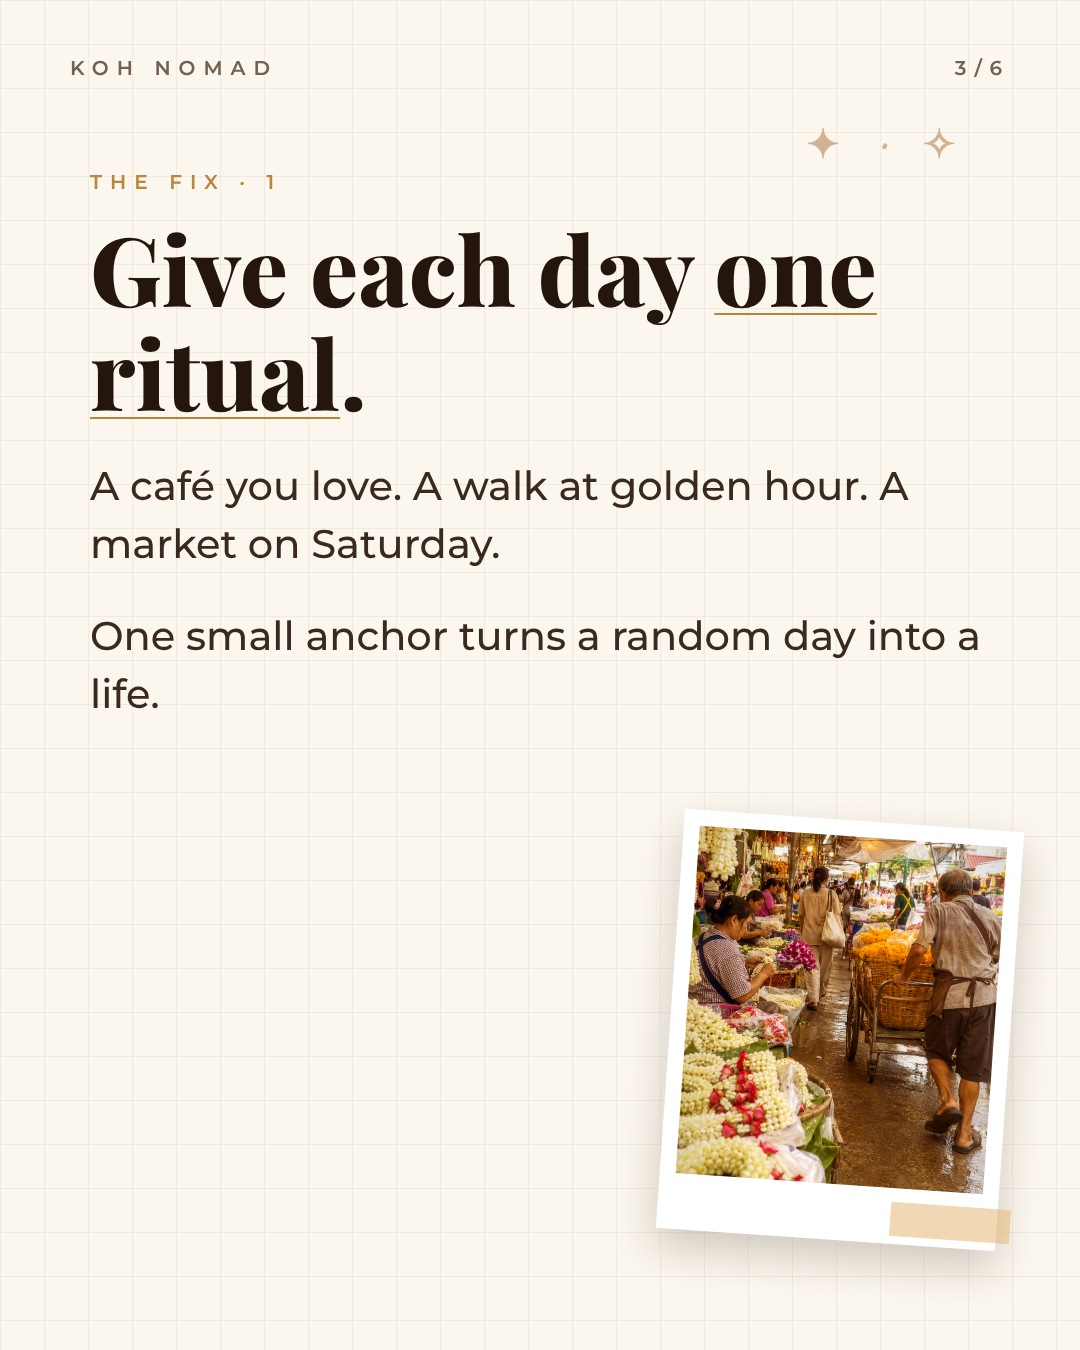 KOH NOMAD
3/6
THE FIX · 1
Give each day one
ritual.
A café you love. A walk at golden hour. A
market on Saturday.
One small anchor turns a random day into a
life.